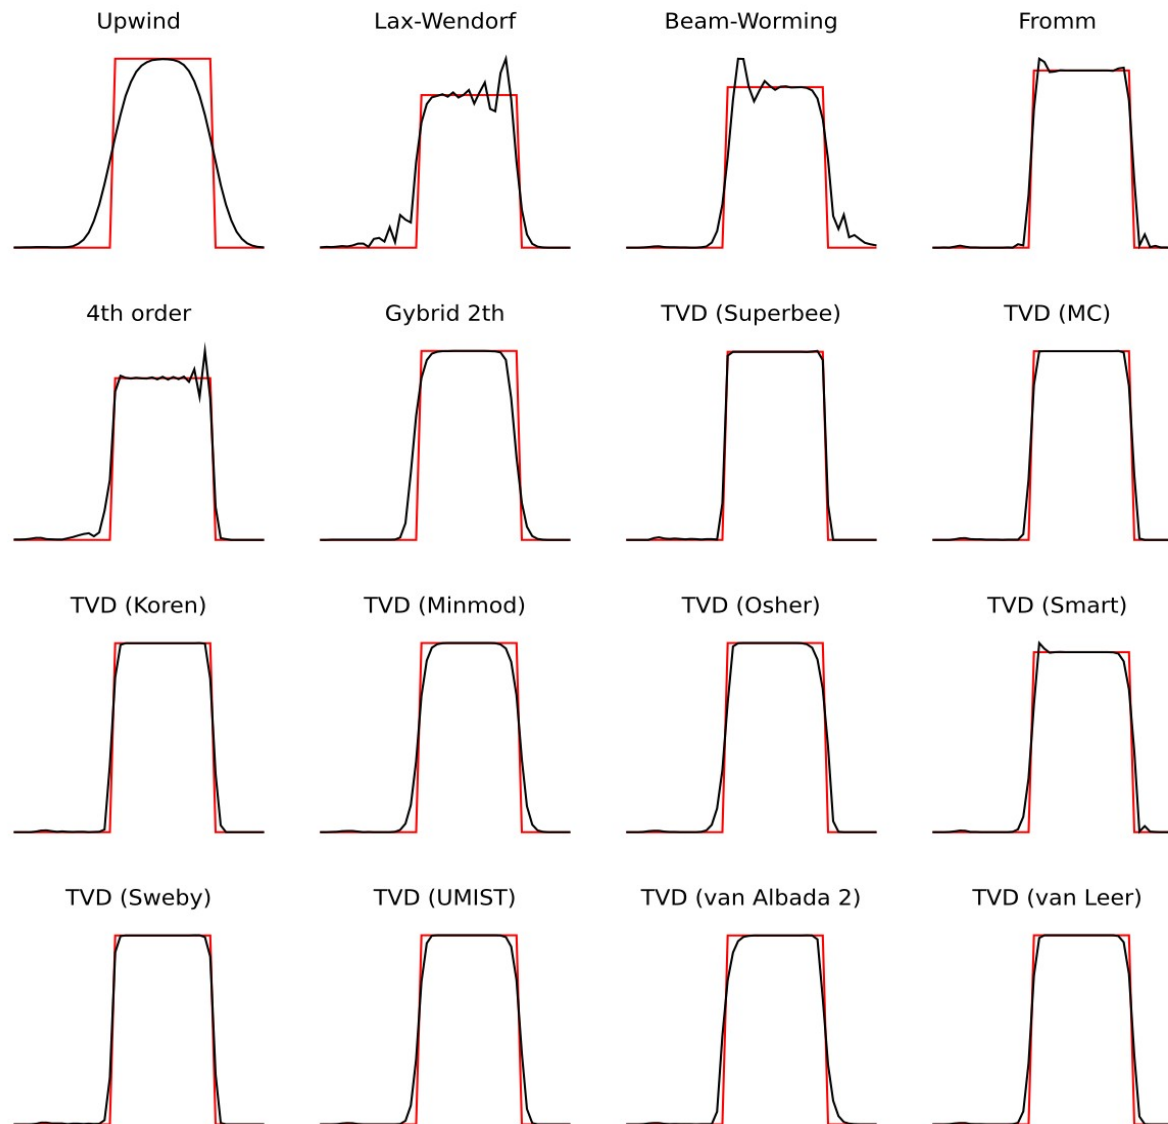 Upwind
Lax-Wendorf
Beam-Worming
Fromm
4th order
Gybrid 2th
TVD (Superbee)
TVD (MC)
TVD (Koren)
TVD (Minmod)
TVD (Osher)
TVD (Smart)
TVD (Sweby)
TVD (UMIST)
TVD (van Albada 2)
TVD (van Leer)